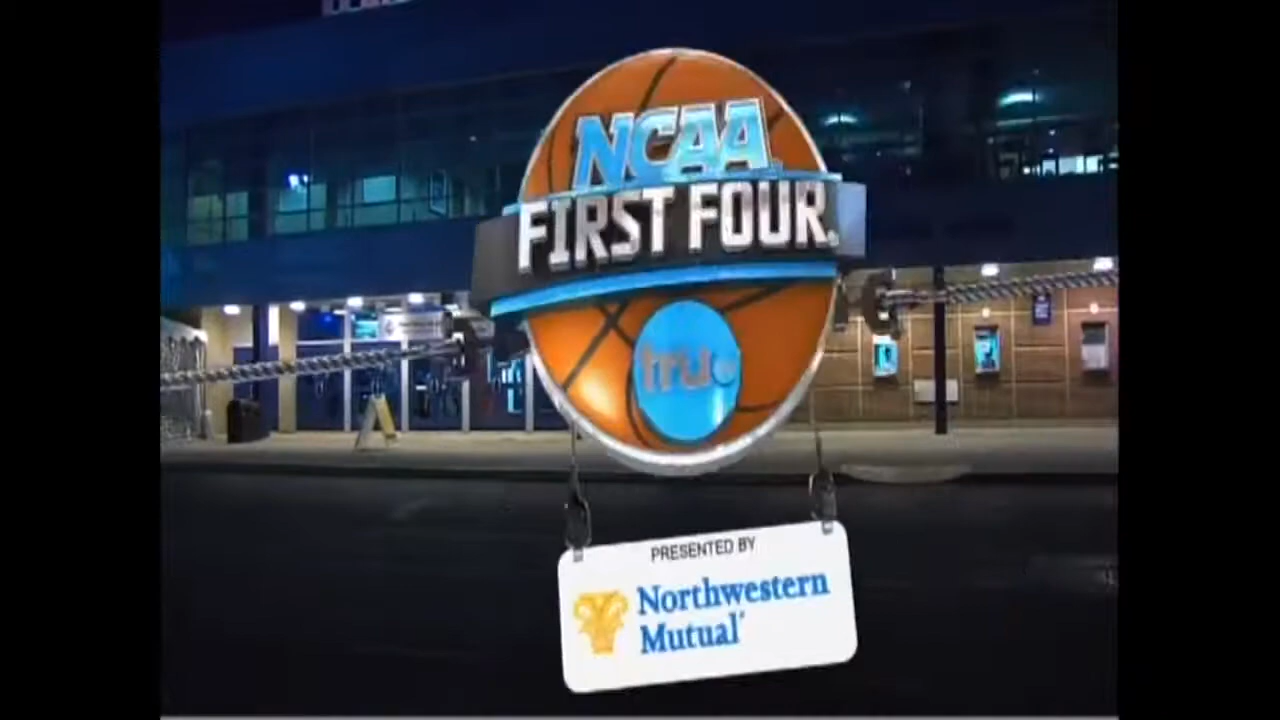 NCAA
FIRST FOUR
tru
PRESENTED BY
Northwestern
Mutual